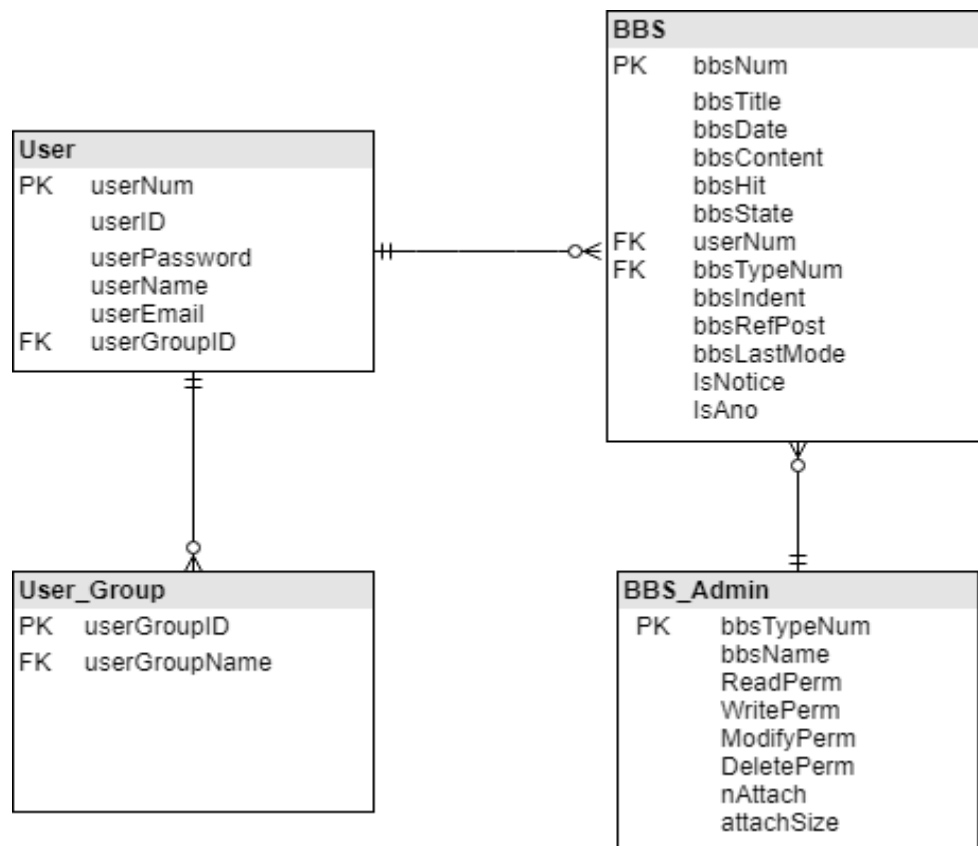 User
PK userNum
userID
userPassword
userName
userEmail
FK userGroupID
BBS
PK bbsNum
bbsTitle
bbsDate
bbsContent
bbsHit
bbsState
FK userNum
FK bbsTypeNum
bbsIndent
bbsRefPost
bbsLastMode
IsNotice
IsAno
User_Group
PK userGroupID
FK userGroupName
BBS_Admin
PK bbsTypeNum
bbsName
ReadPerm
WritePerm
ModifyPerm
DeletePerm
nAttach
attachSize